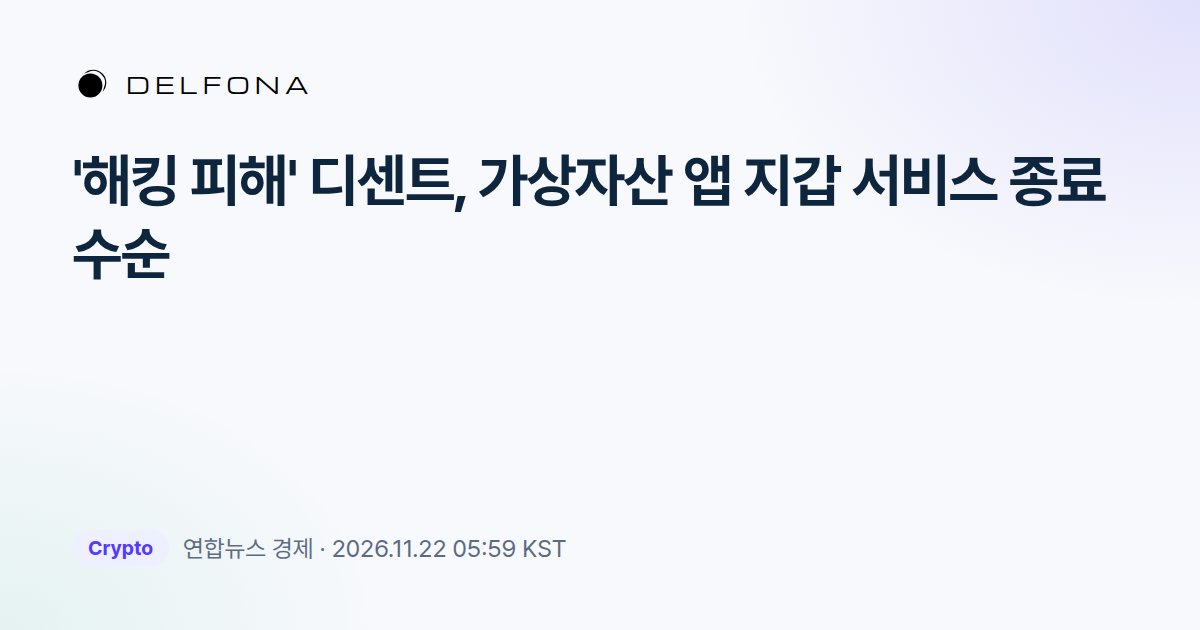 DELFONA
'해킹 피해' 디센트, 가상자산 앱 지갑 서비스 종료
수순
Crypto 연합뉴스 경제 · 2026.11.22 05:59 KST